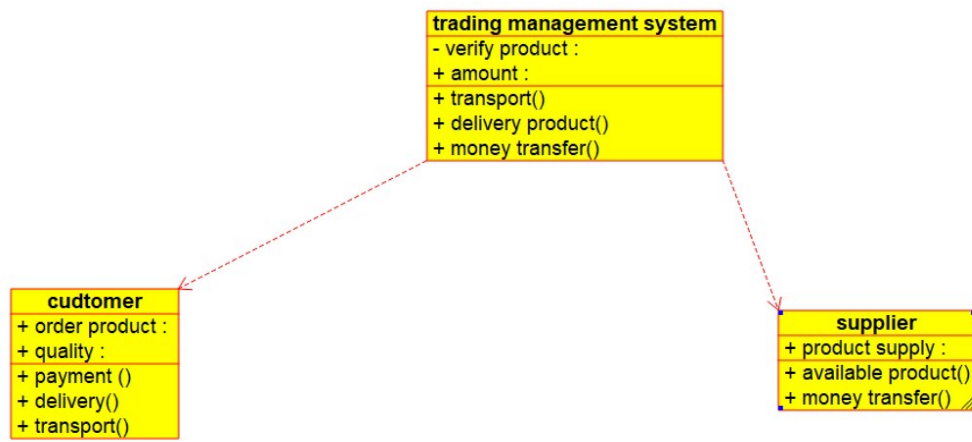 trading management system
- verify product :
+ amount :
+ transport()
+ delivery product()
+ money transfer()
cudtomer
+ order product :
+ quality :
+ payment ()
+ delivery()
+ transport()
supplier
+ product supply :
+ available product()
+ money transfer()